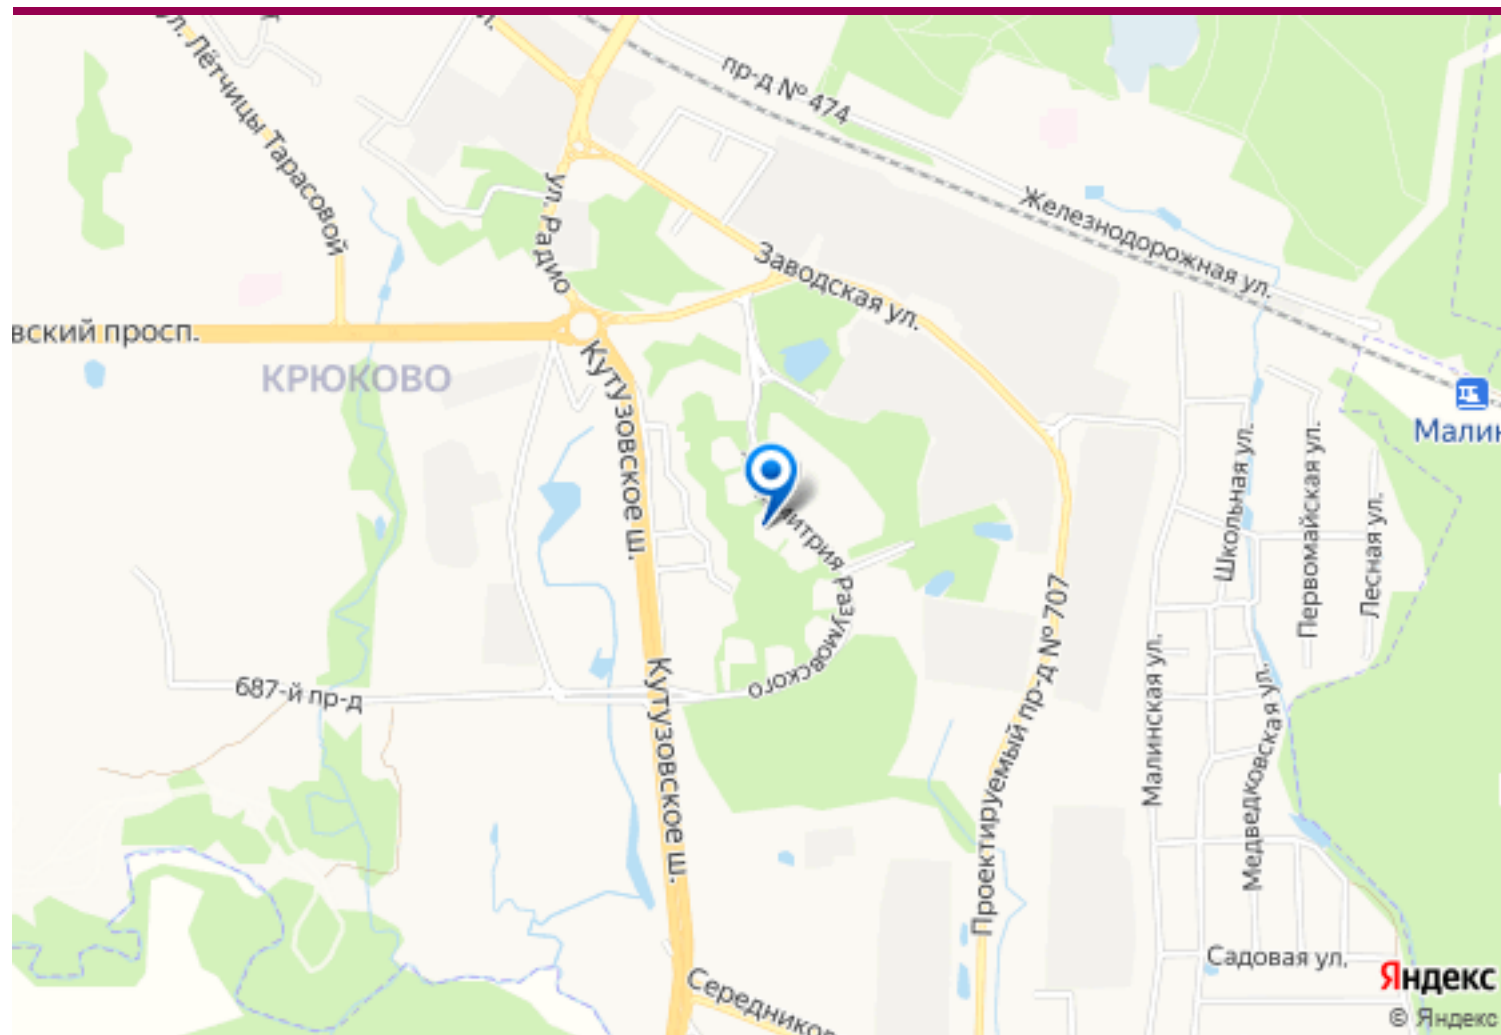 ул.
пр-д № 474
ул. Лётчицы Тарасовой
ул. Радио
Железнодорожная ул.
Заводская ул.
вский просп.
КРЮКОВО
Кутузовское ш.
Малин
Школьная ул.
Первомайская ул.
Лесная ул.
митрия Разумовского
Проектируемый пр-д № 707
Малинская ул.
Медведковская ул.
687-й пр-д
Кутузовское ш.
Садовая ул.
Середников
Яндекс
© Яндекс